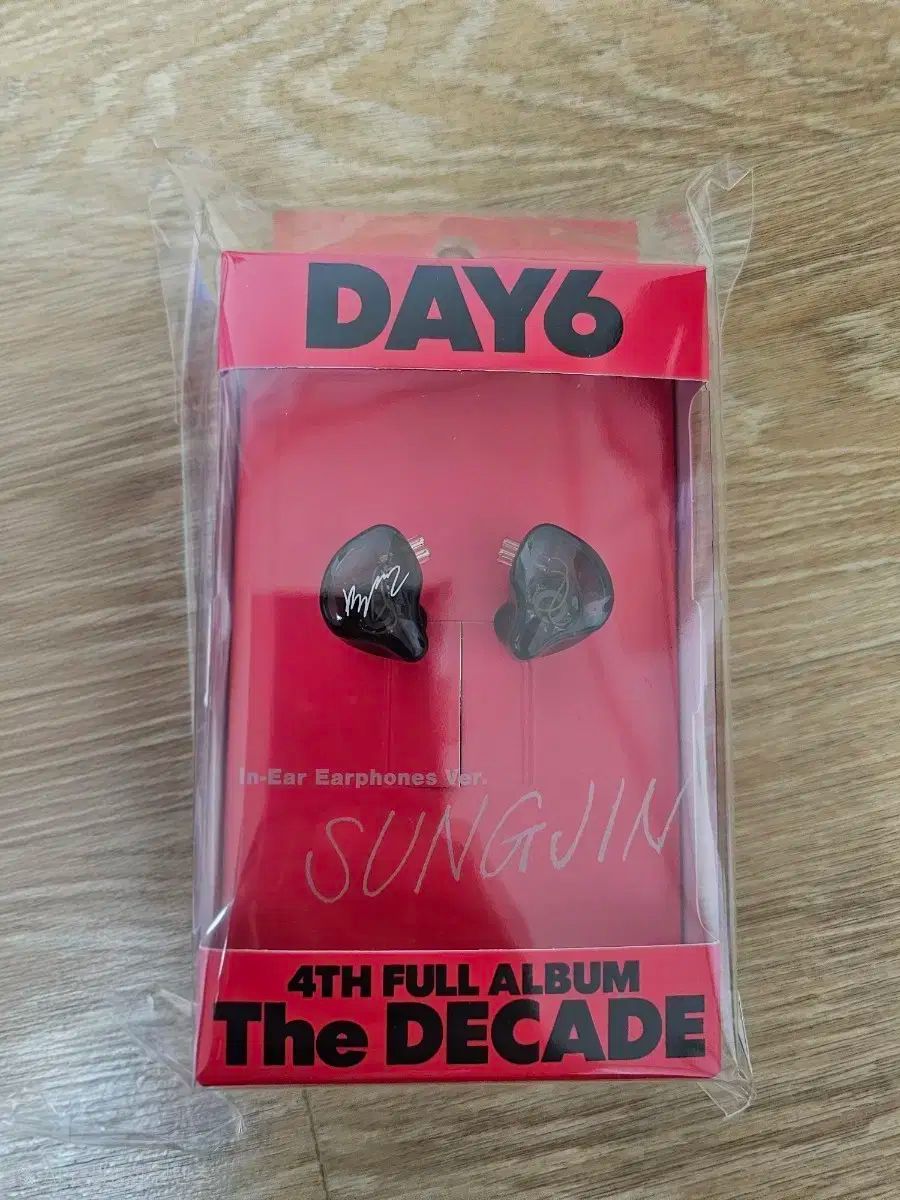 DAY6
In-Ear Earphones Ver.
SUNGJIN
4TH FULL ALBUM
The DECADE